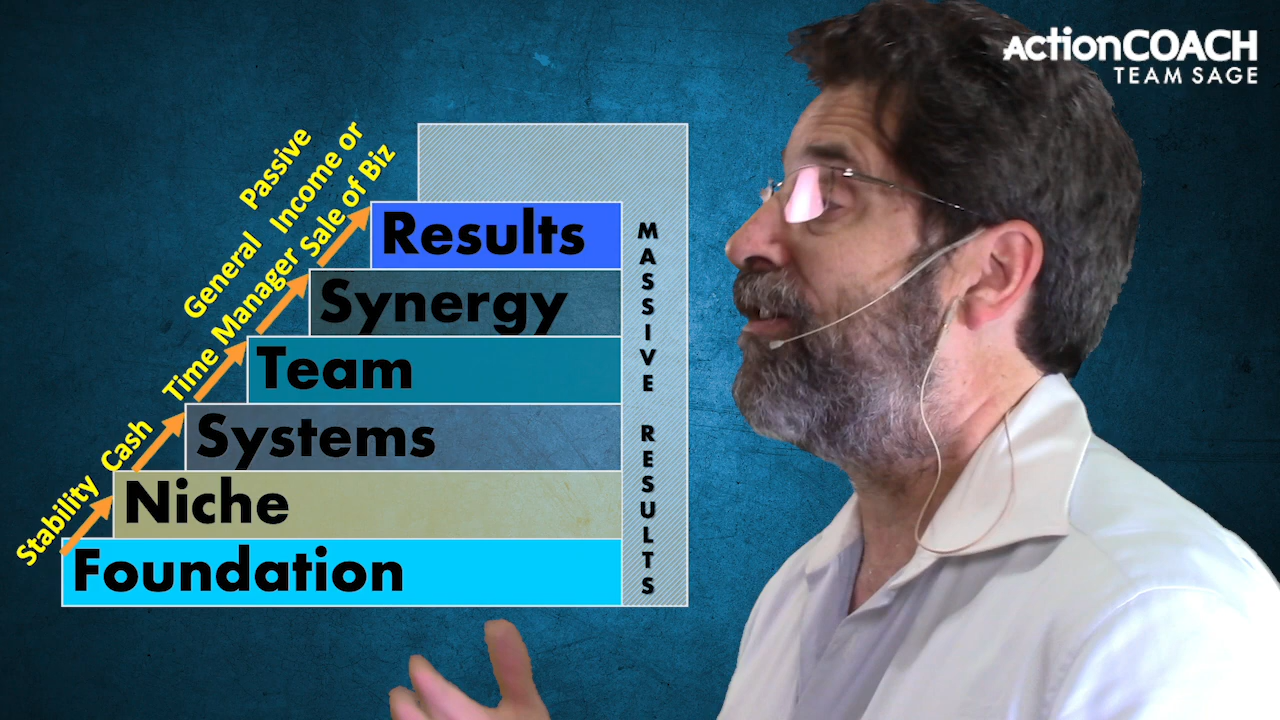 ActionCOACH
TEAM SAGE
Passive
Income or
Sale of Biz
General
Manager
Time
Cash
Stability
Results
Synergy
Team
Systems
Niche
Foundation
MASSIVE RESULTS